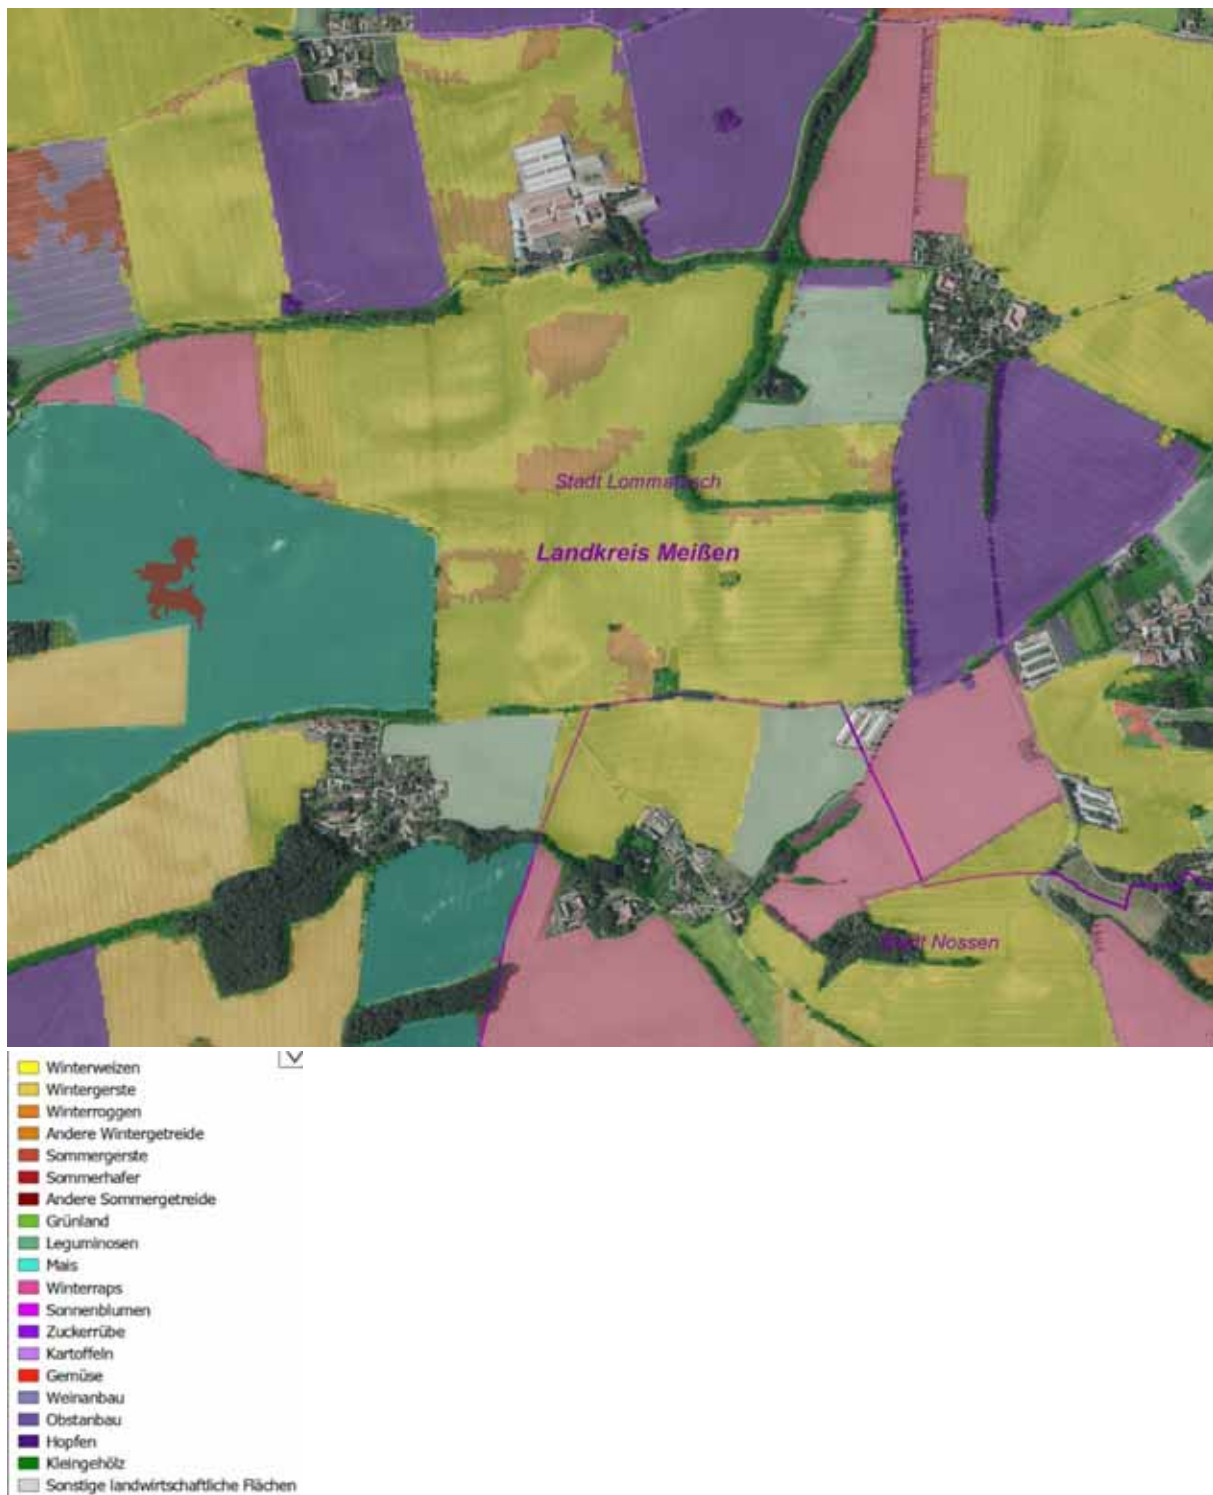 Stadt Lommatzsch
Landkreis Meißen
Stadt Nossen
Winterweizen
Wintergerste
Winterroggen
Andere Wintergetreide
Sommergerste
Sommerhafer
Andere Sommergetreide
Grünland
Leguminosen
Mais
Winterraps
Sonnenblumen
Zuckerrübe
Kartoffeln
Gemüse
Weinanbau
Obstanbau
Hopfen
Kleingehölz
Sonstige landwirtschaftliche Flächen